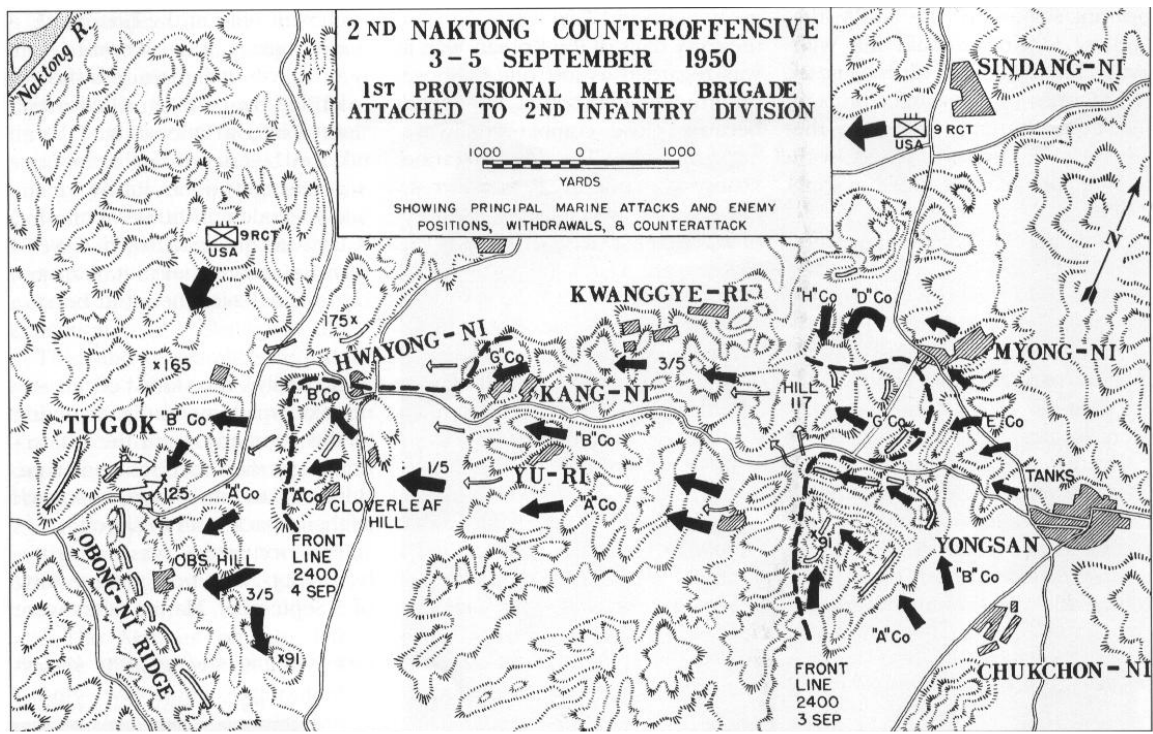 2ND NAKTONG COUNTEROFFENSIVE
3-5 SEPTEMBER 1950
1ST PROVISIONAL MARINE BRIGADE
ATTACHED TO 2ND INFANTRY DIVISION
1000 0 1000
YARDS
SHOWING PRINCIPAL MARINE ATTACKS AND ENEMY
POSITIONS, WITHDRAWALS, & COUNTERATTACK
Naktong R.
SINDANG-NI
9 RCT
USA
N
9 RCT
USA
KWANGGYE-RI
"H"Co
"D"Co
175x
HWAYONG-NI
MYONG-NI
"G"Co
3/5
x165
"B"Co
KANG-NI
HILL
117
TUGOK
"B"Co
"G"Co
"E"Co
"B"Co
1/5
YU-RI
TANKS
125
"A"Co
"A"Co
"A"Co
CLOVERLEAF
HILL
x91
YONGSAN
OBONG-NI
RIDGE
OBS HILL
FRONT
LINE
2400
4 SEP
"B"Co
3/5
"A"Co
x91
CHUKCHON-NI
FRONT
LINE
2400
3 SEP